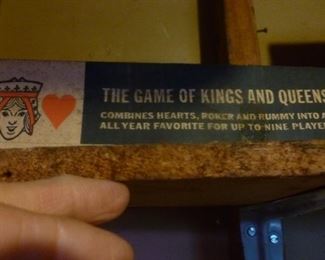 THE GAME OF KINGS AND QUEENS
COMBINES HEARTS, POKER AND RUMMY INTO A
ALL YEAR FAVORITE FOR UP TO NINE PLAYE